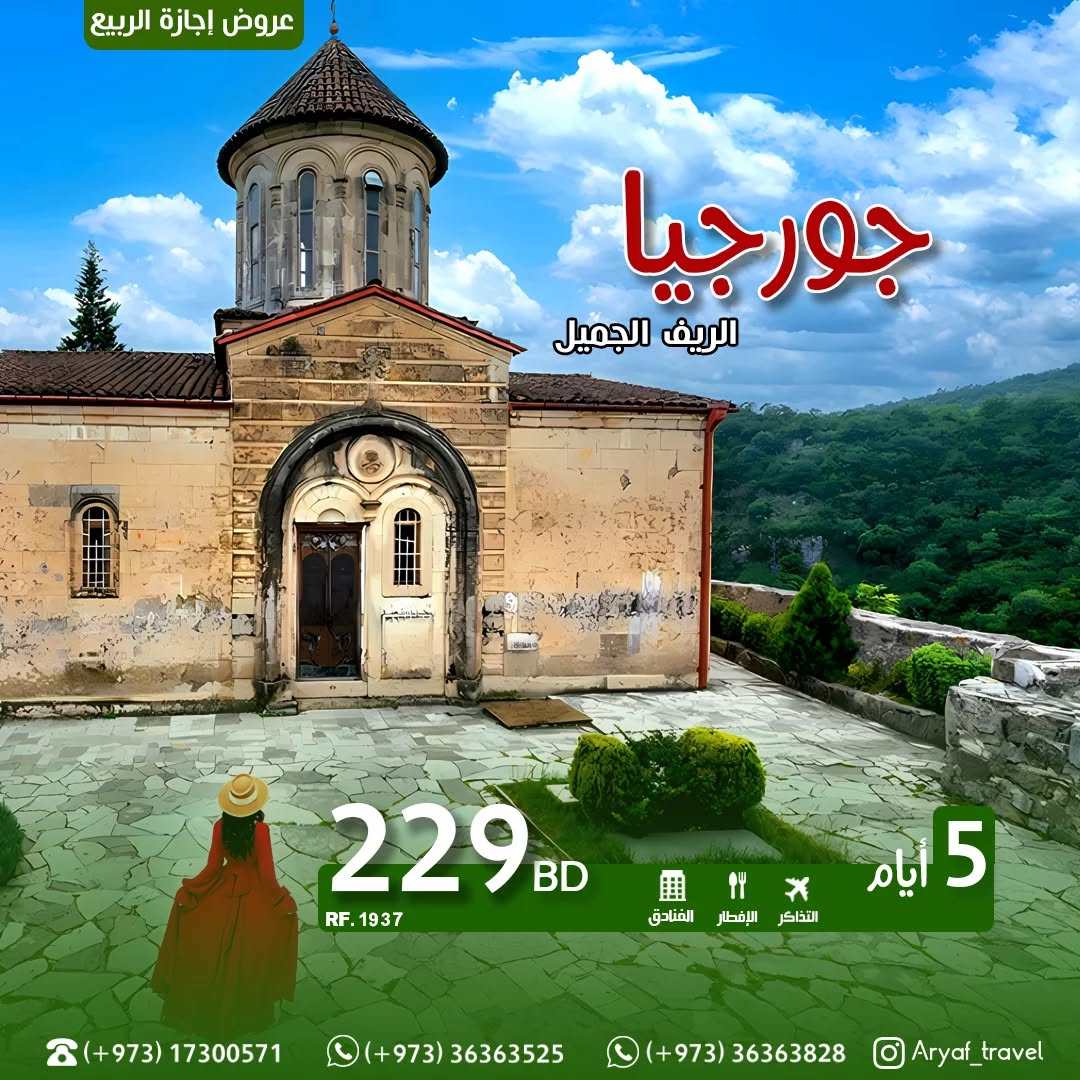 عروض إجازة الربيع
جورجيا
الريف الجميل
5 أيام
229 BD
التذاكر
الإفطار
الفنادق
RF. 1937
(+973) 17300571
(+973) 36363525
(+973) 36363828
Aryaf_travel